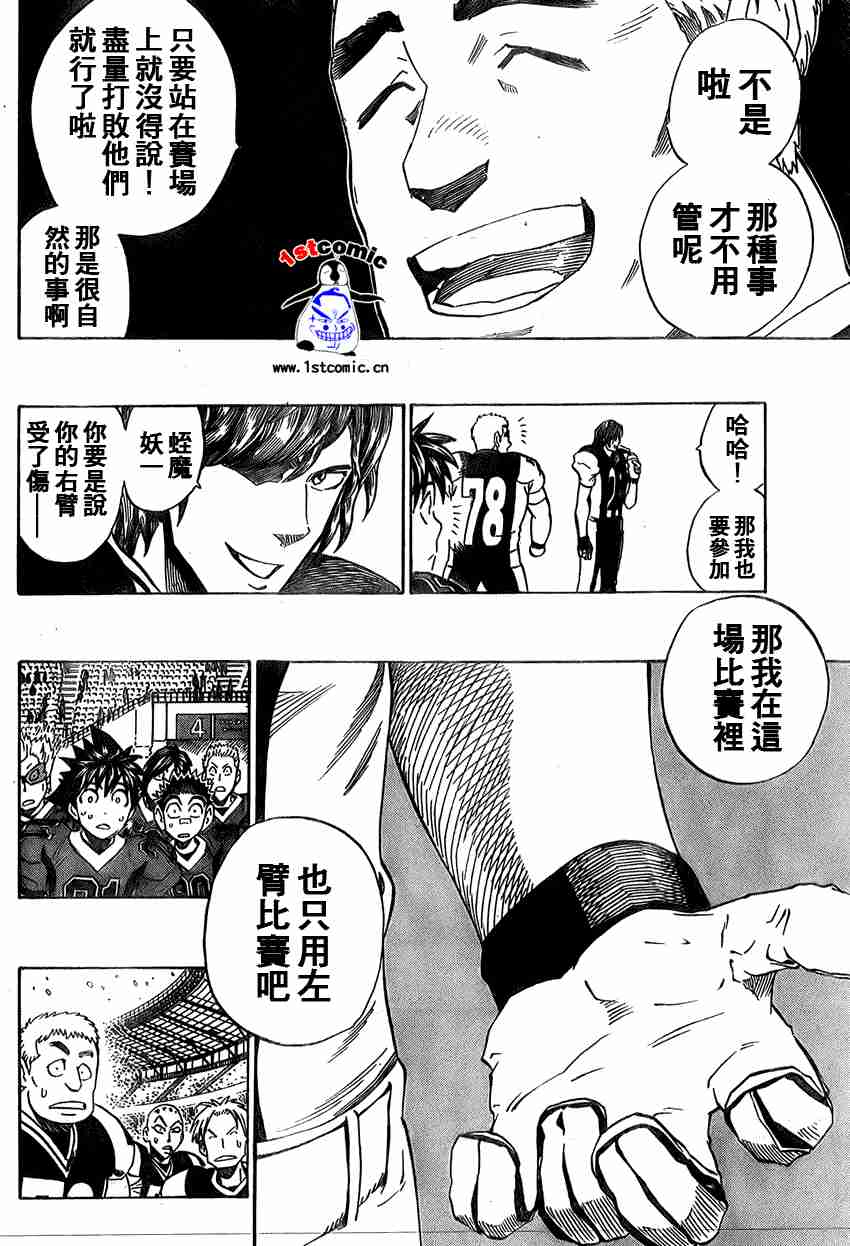 不是
啦
那種事
才不用
管呢
只要站在賽場
上就沒得說！
盡量打敗他們
就行了啦
那是很自
然的事啊
1stcomic
www.1stcomic.cn
哈哈！
那我也
要參加
78
蛭魔
妖一
你要是說
你的右臂
受了傷——
那我在這
場比賽裡
也只用左
臂比賽吧
4
21